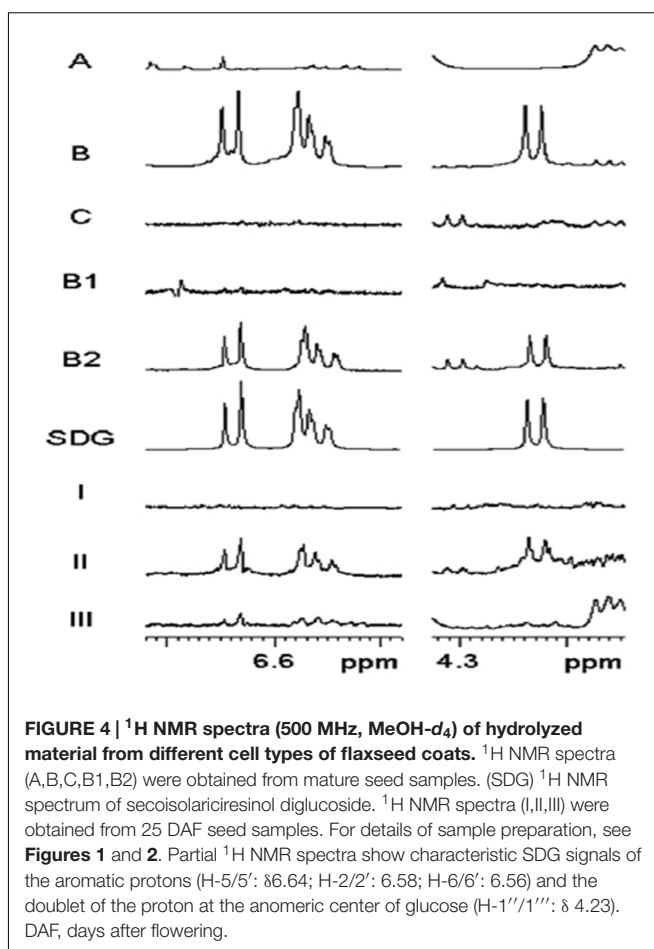 A
B
C
B1
B2
SDG
I
II
III
6.6 ppm 4.3 ppm
FIGURE 4 | ¹H NMR spectra (500 MHz, MeOH-d₄) of hydrolyzed
material from different cell types of flaxseed coats. ¹H NMR spectra
(A,B,C,B1,B2) were obtained from mature seed samples. (SDG) ¹H NMR
spectrum of secoisolariciresinol diglucoside. ¹H NMR spectra (I,II,III) were
obtained from 25 DAF seed samples. For details of sample preparation, see
Figures 1 and 2. Partial ¹H NMR spectra show characteristic SDG signals of
the aromatic protons (H-5/5′: δ6.64; H-2/2′: 6.58; H-6/6′: 6.56) and the
doublet of the proton at the anomeric center of glucose (H-1′′/1′′′: δ 4.23).
DAF, days after flowering.